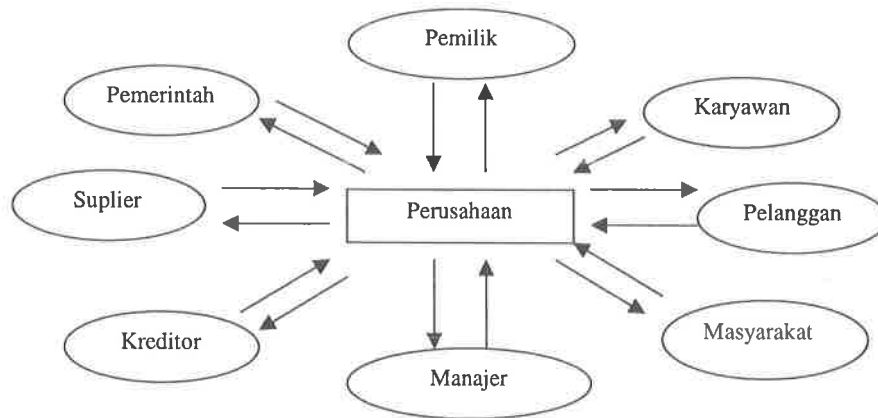 Pemilik
Pemerintah
Karyawan
Suplier
Perusahaan
Pelanggan
Kreditor
Manajer
Masyarakat